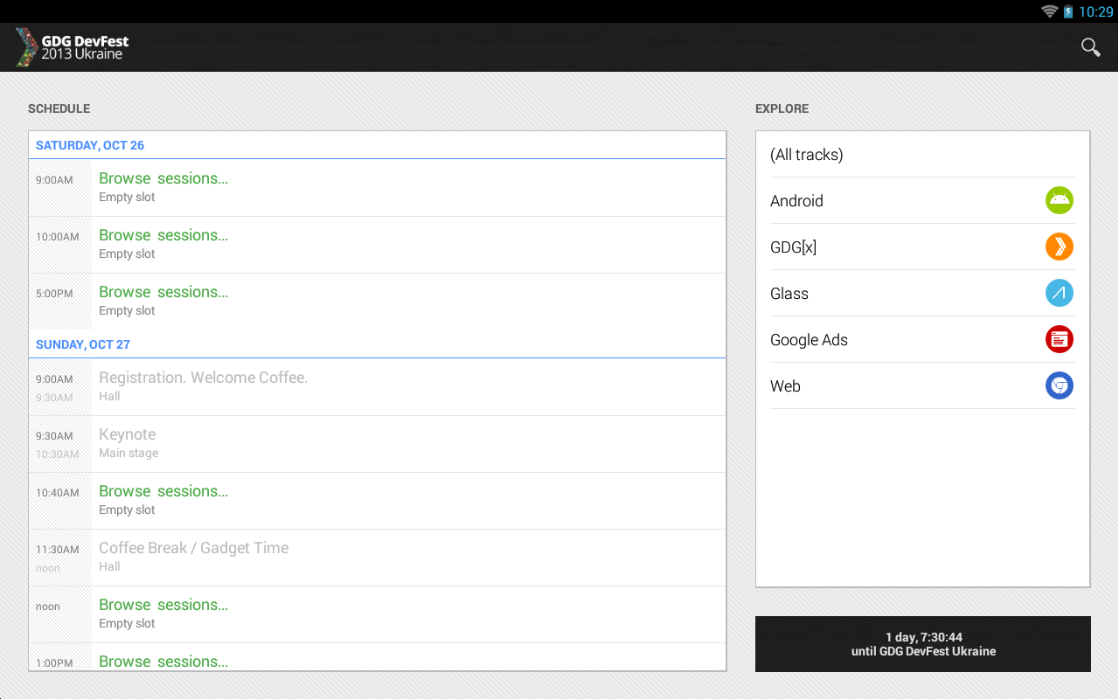 10:29
GDG DevFest
2013 Ukraine
SCHEDULE
SATURDAY, OCT 26
9:00AM
Browse sessions...
Empty slot
10:00AM
Browse sessions...
Empty slot
5:00PM
Browse sessions...
Empty slot
SUNDAY, OCT 27
9:00AM
Registration. Welcome Coffee.
9:30AM
Hall
9:30AM
Keynote
10:30AM
Main stage
10:40AM
Browse sessions...
Empty slot
11:30AM
Coffee Break / Gadget Time
noon
Hall
noon
Browse sessions...
Empty slot
1:00PM
Browse sessions...
EXPLORE
(All tracks)
Android
GDG[x]
Glass
Google Ads
Web
1 day, 7:30:44
until GDG DevFest Ukraine